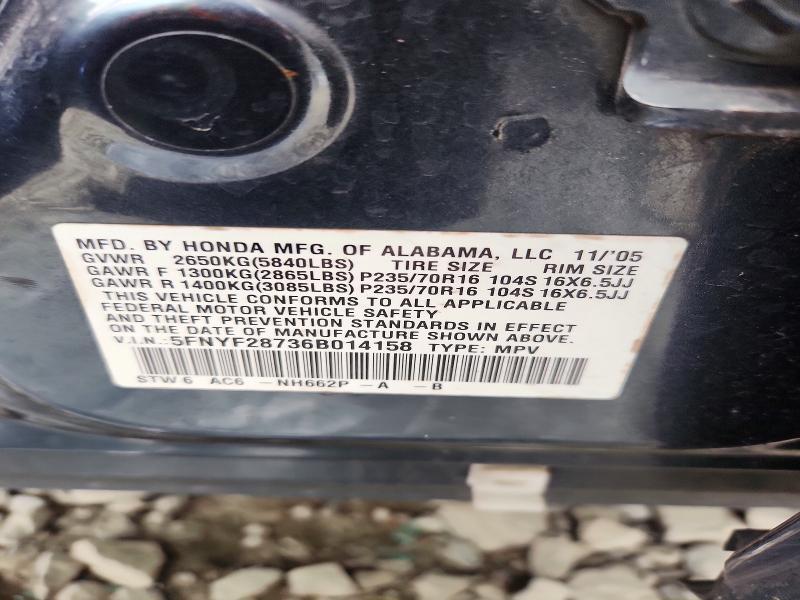 MFD. BY HONDA MFG. OF ALABAMA, LLC 11/'05
GVWR 2650KG(5840LBS) TIRE SIZE RIM SIZE
GAWR F 1300KG(2865LBS) P235/70R16 104S 16X6.5JJ
GAWR R 1400KG(3085LBS) P235/70R16 104S 16X6.5JJ
THIS VEHICLE CONFORMS TO ALL APPLICABLE
FEDERAL MOTOR VEHICLE SAFETY
AND THEFT PREVENTION STANDARDS IN EFFECT
ON THE DATE OF MANUFACTURE SHOWN ABOVE.
V.I.N.: 5FNYF28736B014158 TYPE: MPV
STW6 AC6 -NH662P -A -B